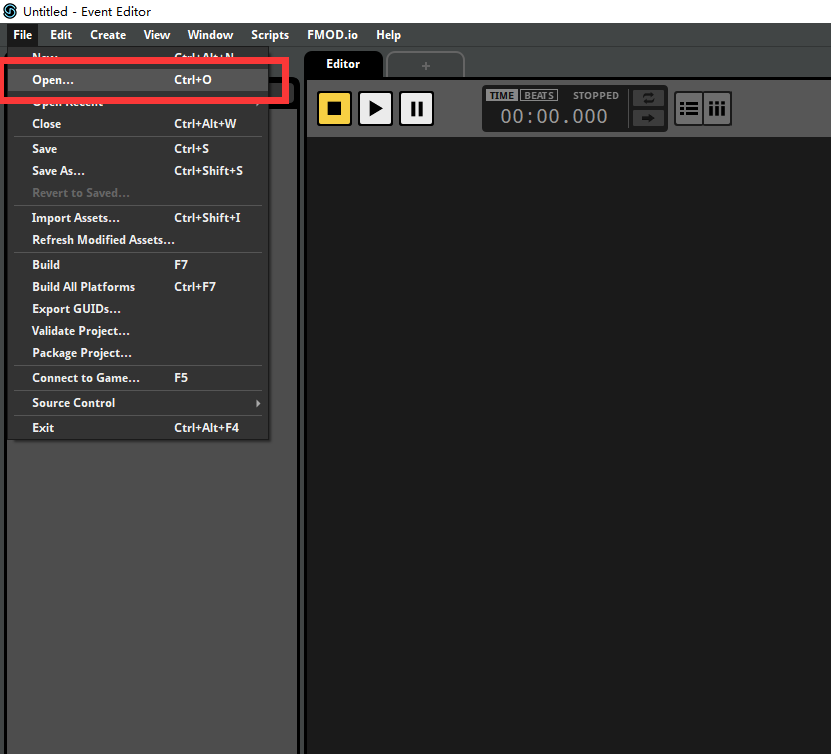 Untitled - Event Editor
File Edit Create View Window Scripts FMOD.io Help
New Ctrl+Alt+N
Open... Ctrl+O
Open Recent
Close Ctrl+Alt+W
Save Ctrl+S
Save As... Ctrl+Shift+S
Revert to Saved...
Import Assets... Ctrl+Shift+I
Refresh Modified Assets...
Build F7
Build All Platforms Ctrl+F7
Export GUIDs...
Validate Project...
Package Project...
Connect to Game... F5
Source Control
Exit Ctrl+Alt+F4
Editor +
TIME BEATS STOPPED
00:00.000